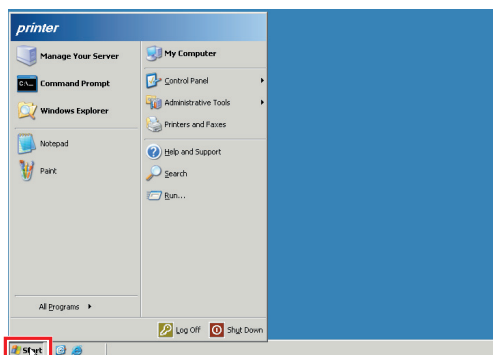 printer
Manage Your Server
Command Prompt
Windows Explorer
Notepad
Paint
All Programs
My Computer
Control Panel
Administrative Tools
Printers and Faxes
Help and Support
Search
Run...
Log Off
Shut Down
Start